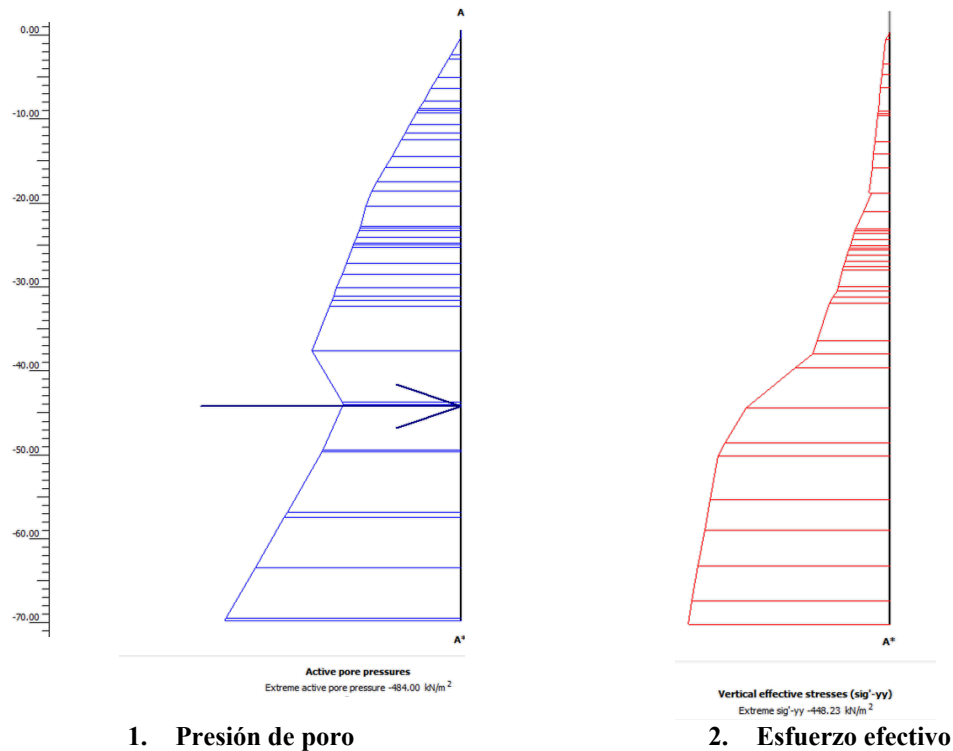 A
0.00
-10.00
-20.00
-30.00
-40.00
-50.00
-60.00
-70.00
A*
A*
Active pore pressures
Extreme active pore pressure -484.00 kN/m²
Vertical effective stresses (sig'-yy)
Extreme sig'-yy -448.23 kN/m²
1. Presión de poro
2. Esfuerzo efectivo